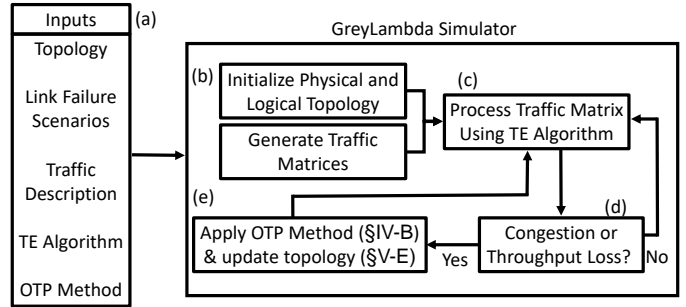 Inputs
(a)
Topology
Link Failure
Scenarios
Traffic
Description
TE Algorithm
OTP Method
GreyLambda Simulator
(b)
Initialize Physical and
Logical Topology
Generate Traffic
Matrices
(c)
Process Traffic Matrix
Using TE Algorithm
(d)
Congestion or
Throughput Loss?
No
Yes
(e)
Apply OTP Method (§IV-B)
& update topology (§V-E)